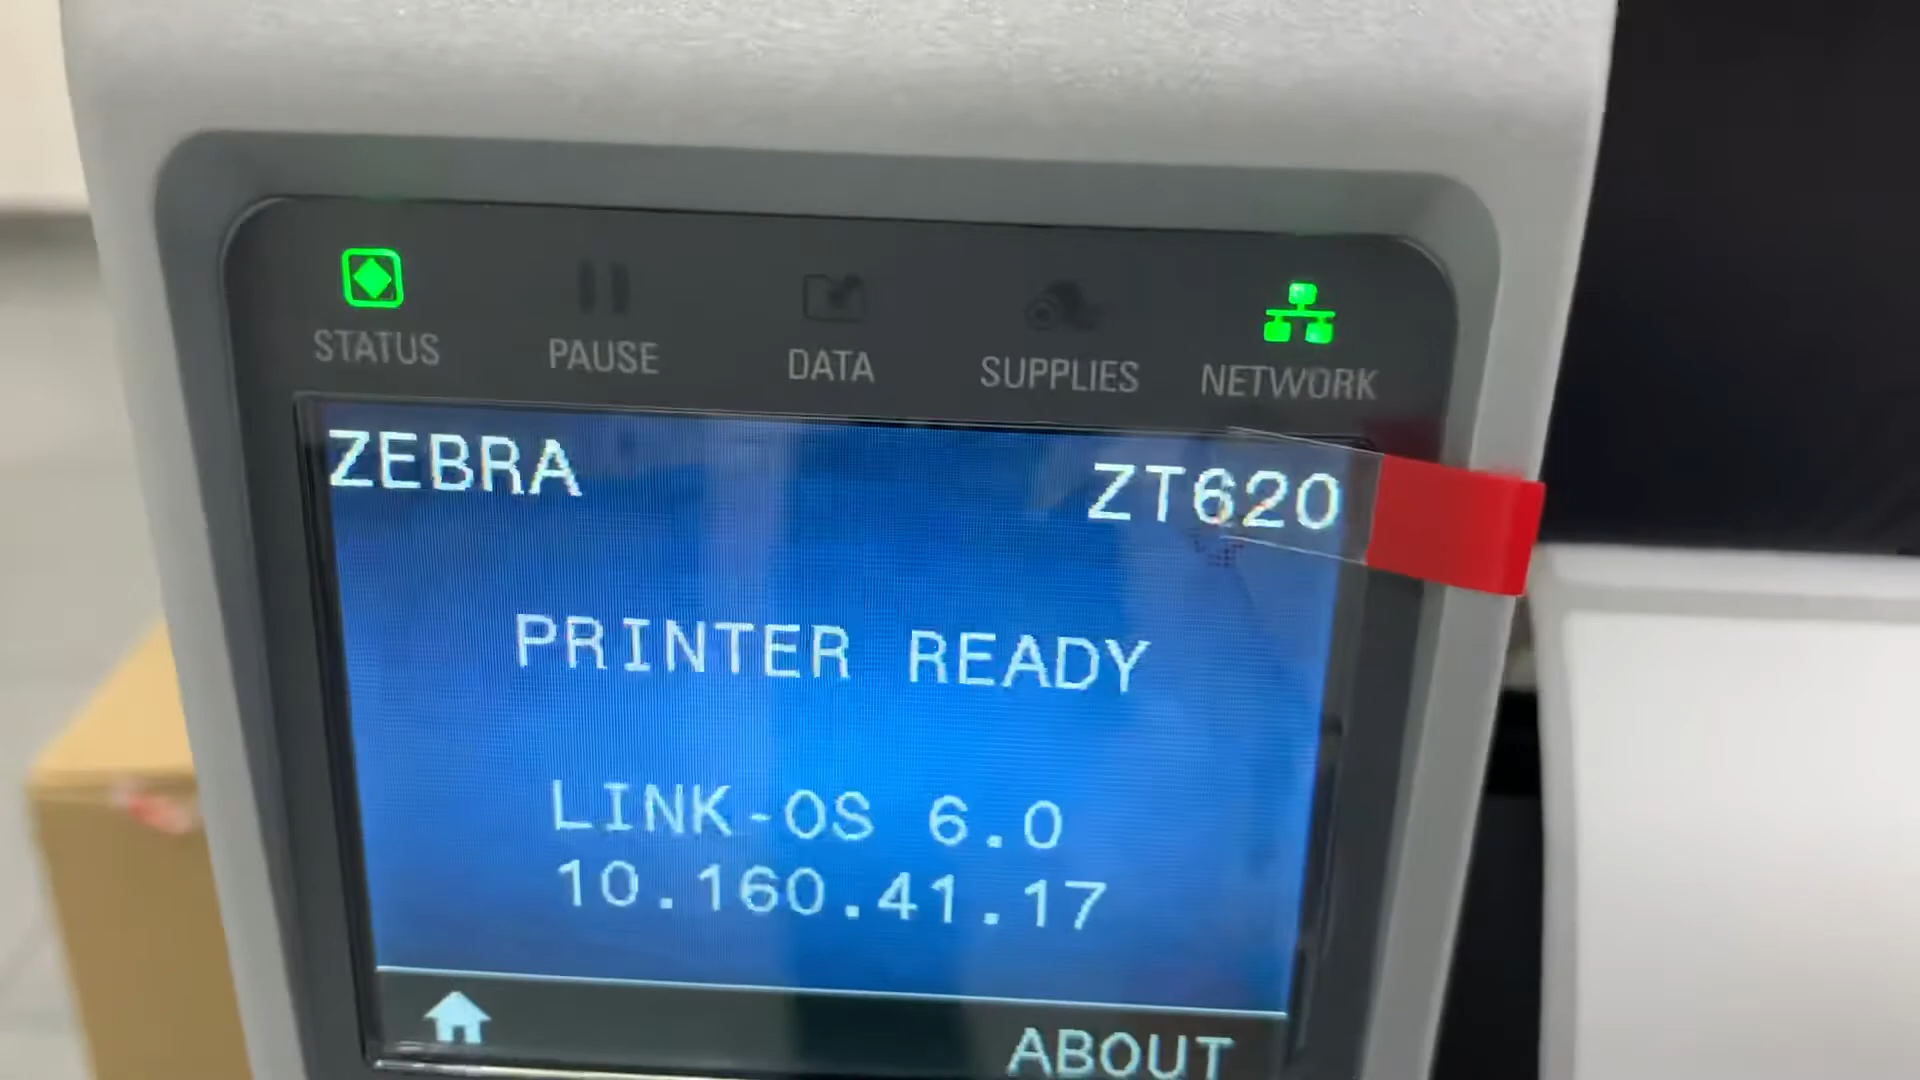 STATUS PAUSE DATA SUPPLIES NETWORK
ZEBRA ZT620
PRINTER READY
LINK-OS 6.0
10.160.41.17
ABOUT